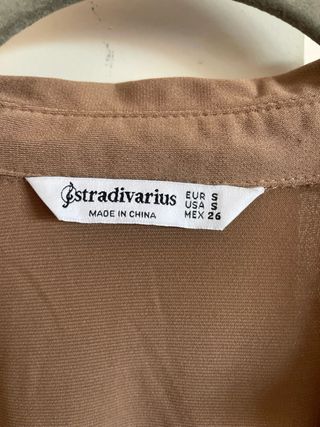 stradivarius
MADE IN CHINA
EUR S
USA S
MEX 26